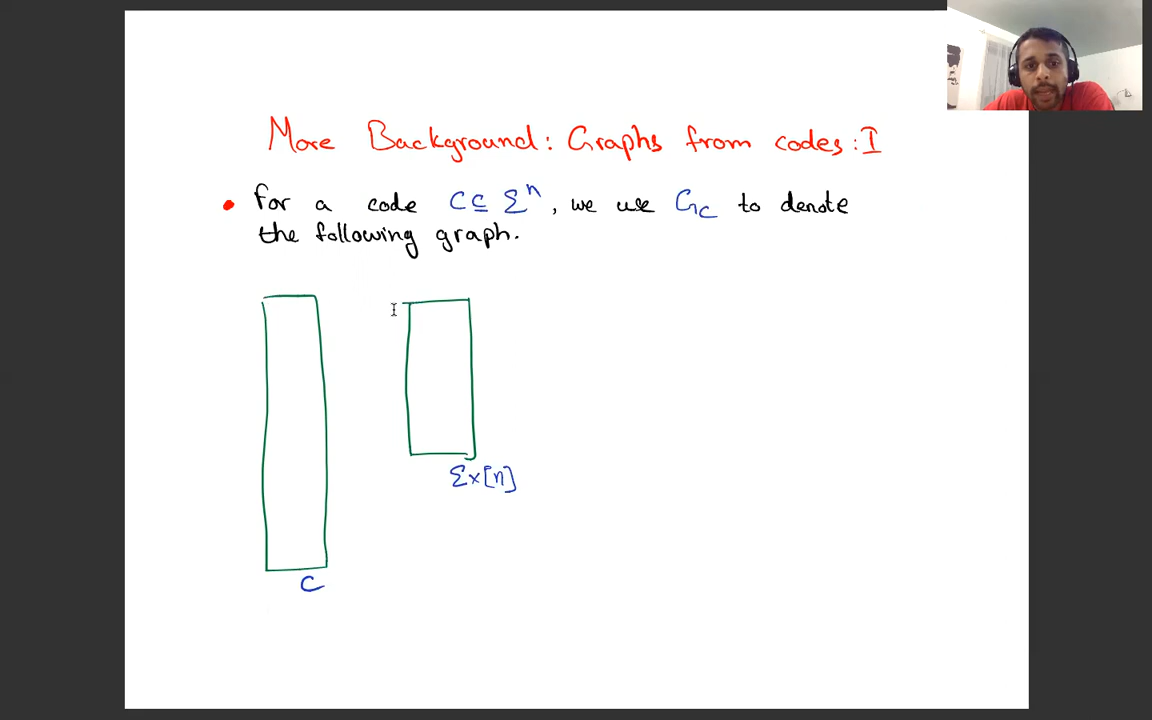 More Background: Graphs from codes: I
• For a code C ⊆ Σⁿ, we use G_C to denote
the following graph.
Σ×[n]
C